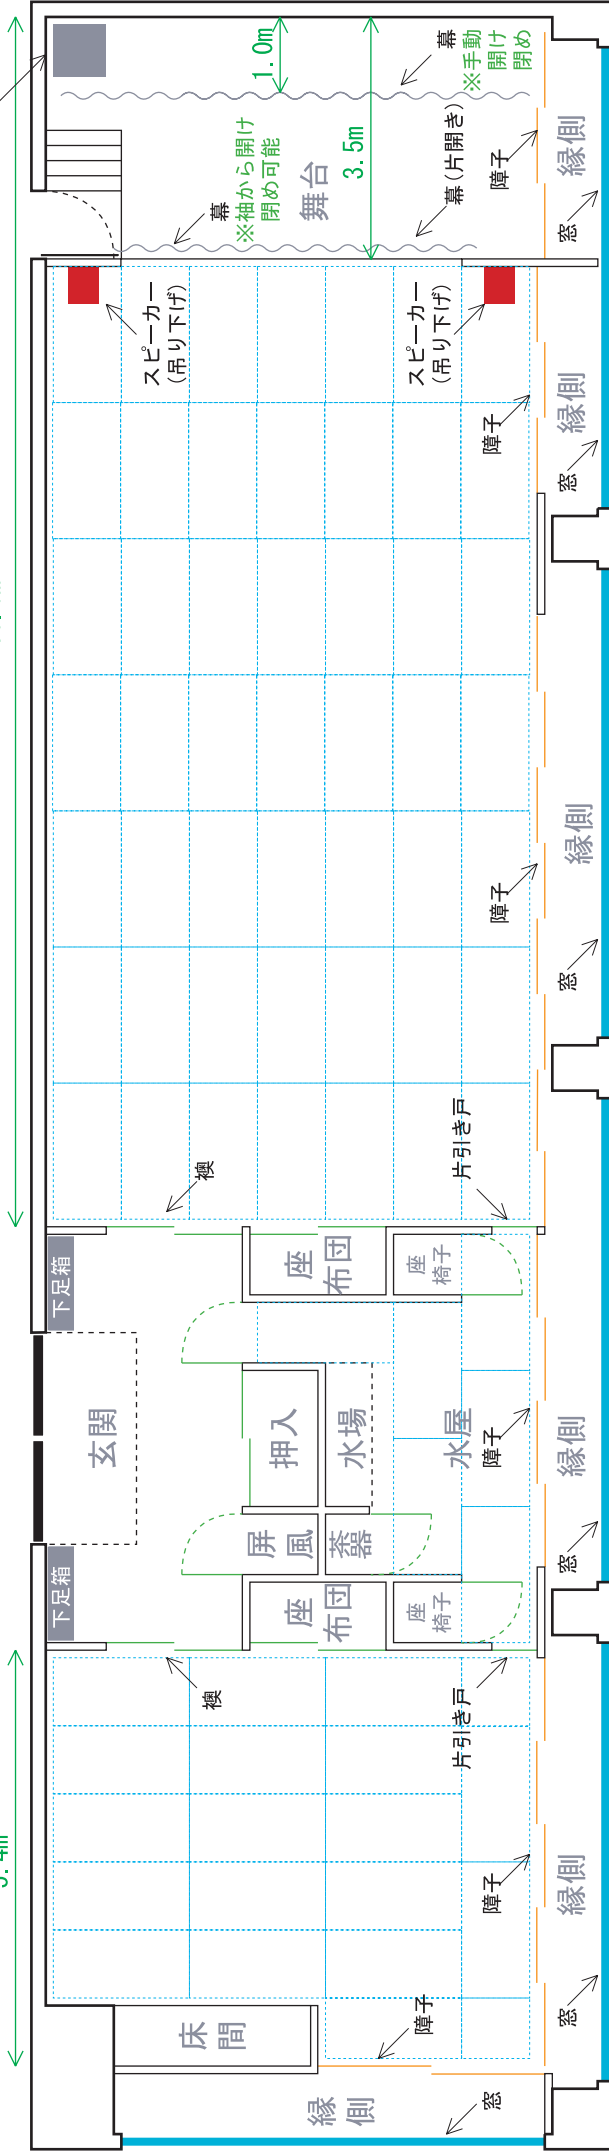 1.0m
幕
※手動
開け
閉め
3.5m
幕
※袖から開け
閉め可能
舞台
幕(片開き)
障子
縁側
窓
スピーカー
(吊り下げ)
スピーカー
(吊り下げ)
障子
縁側
窓
障子
縁側
窓
襖
片引き戸
下足箱
座
布団
座
椅子
玄関
押入
水場
水屋
障子
縁側
窓
屏
風
茶器
下足箱
座
布団
座
椅子
襖
片引き戸
障子
縁側
窓
床
間
障子
縁
側
窓